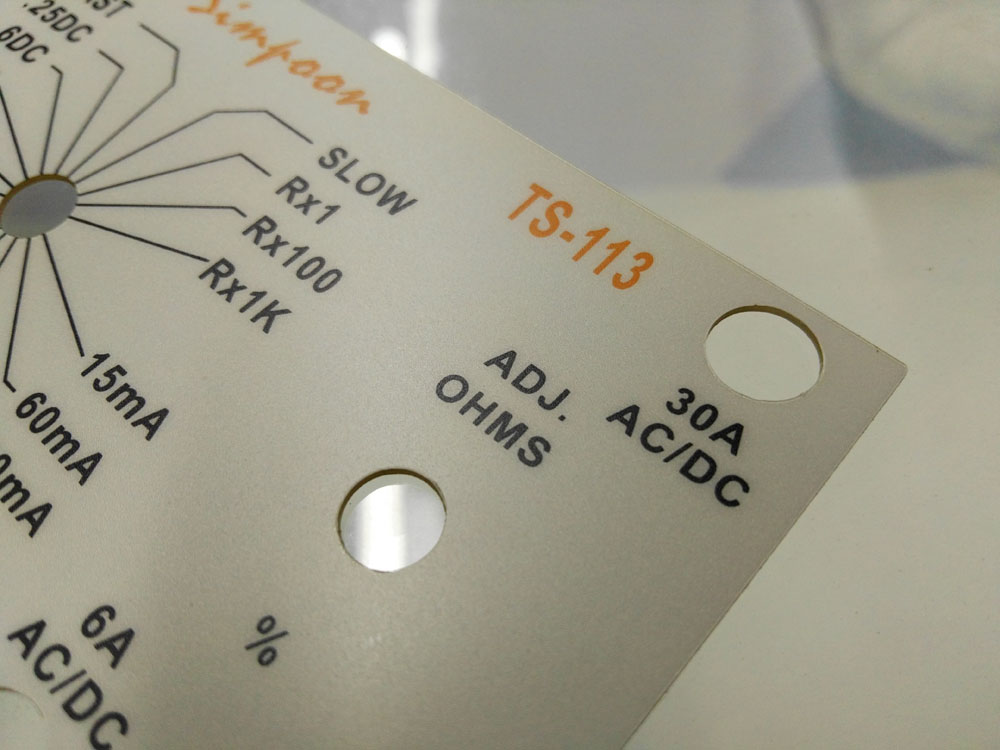 .25DC
6DC
Simpson
SLOW
Rx1
Rx100
Rx1K
TS-113
15mA
60mA
ADJ.
OHMS
30A
AC/DC
6A
AC/DC
%